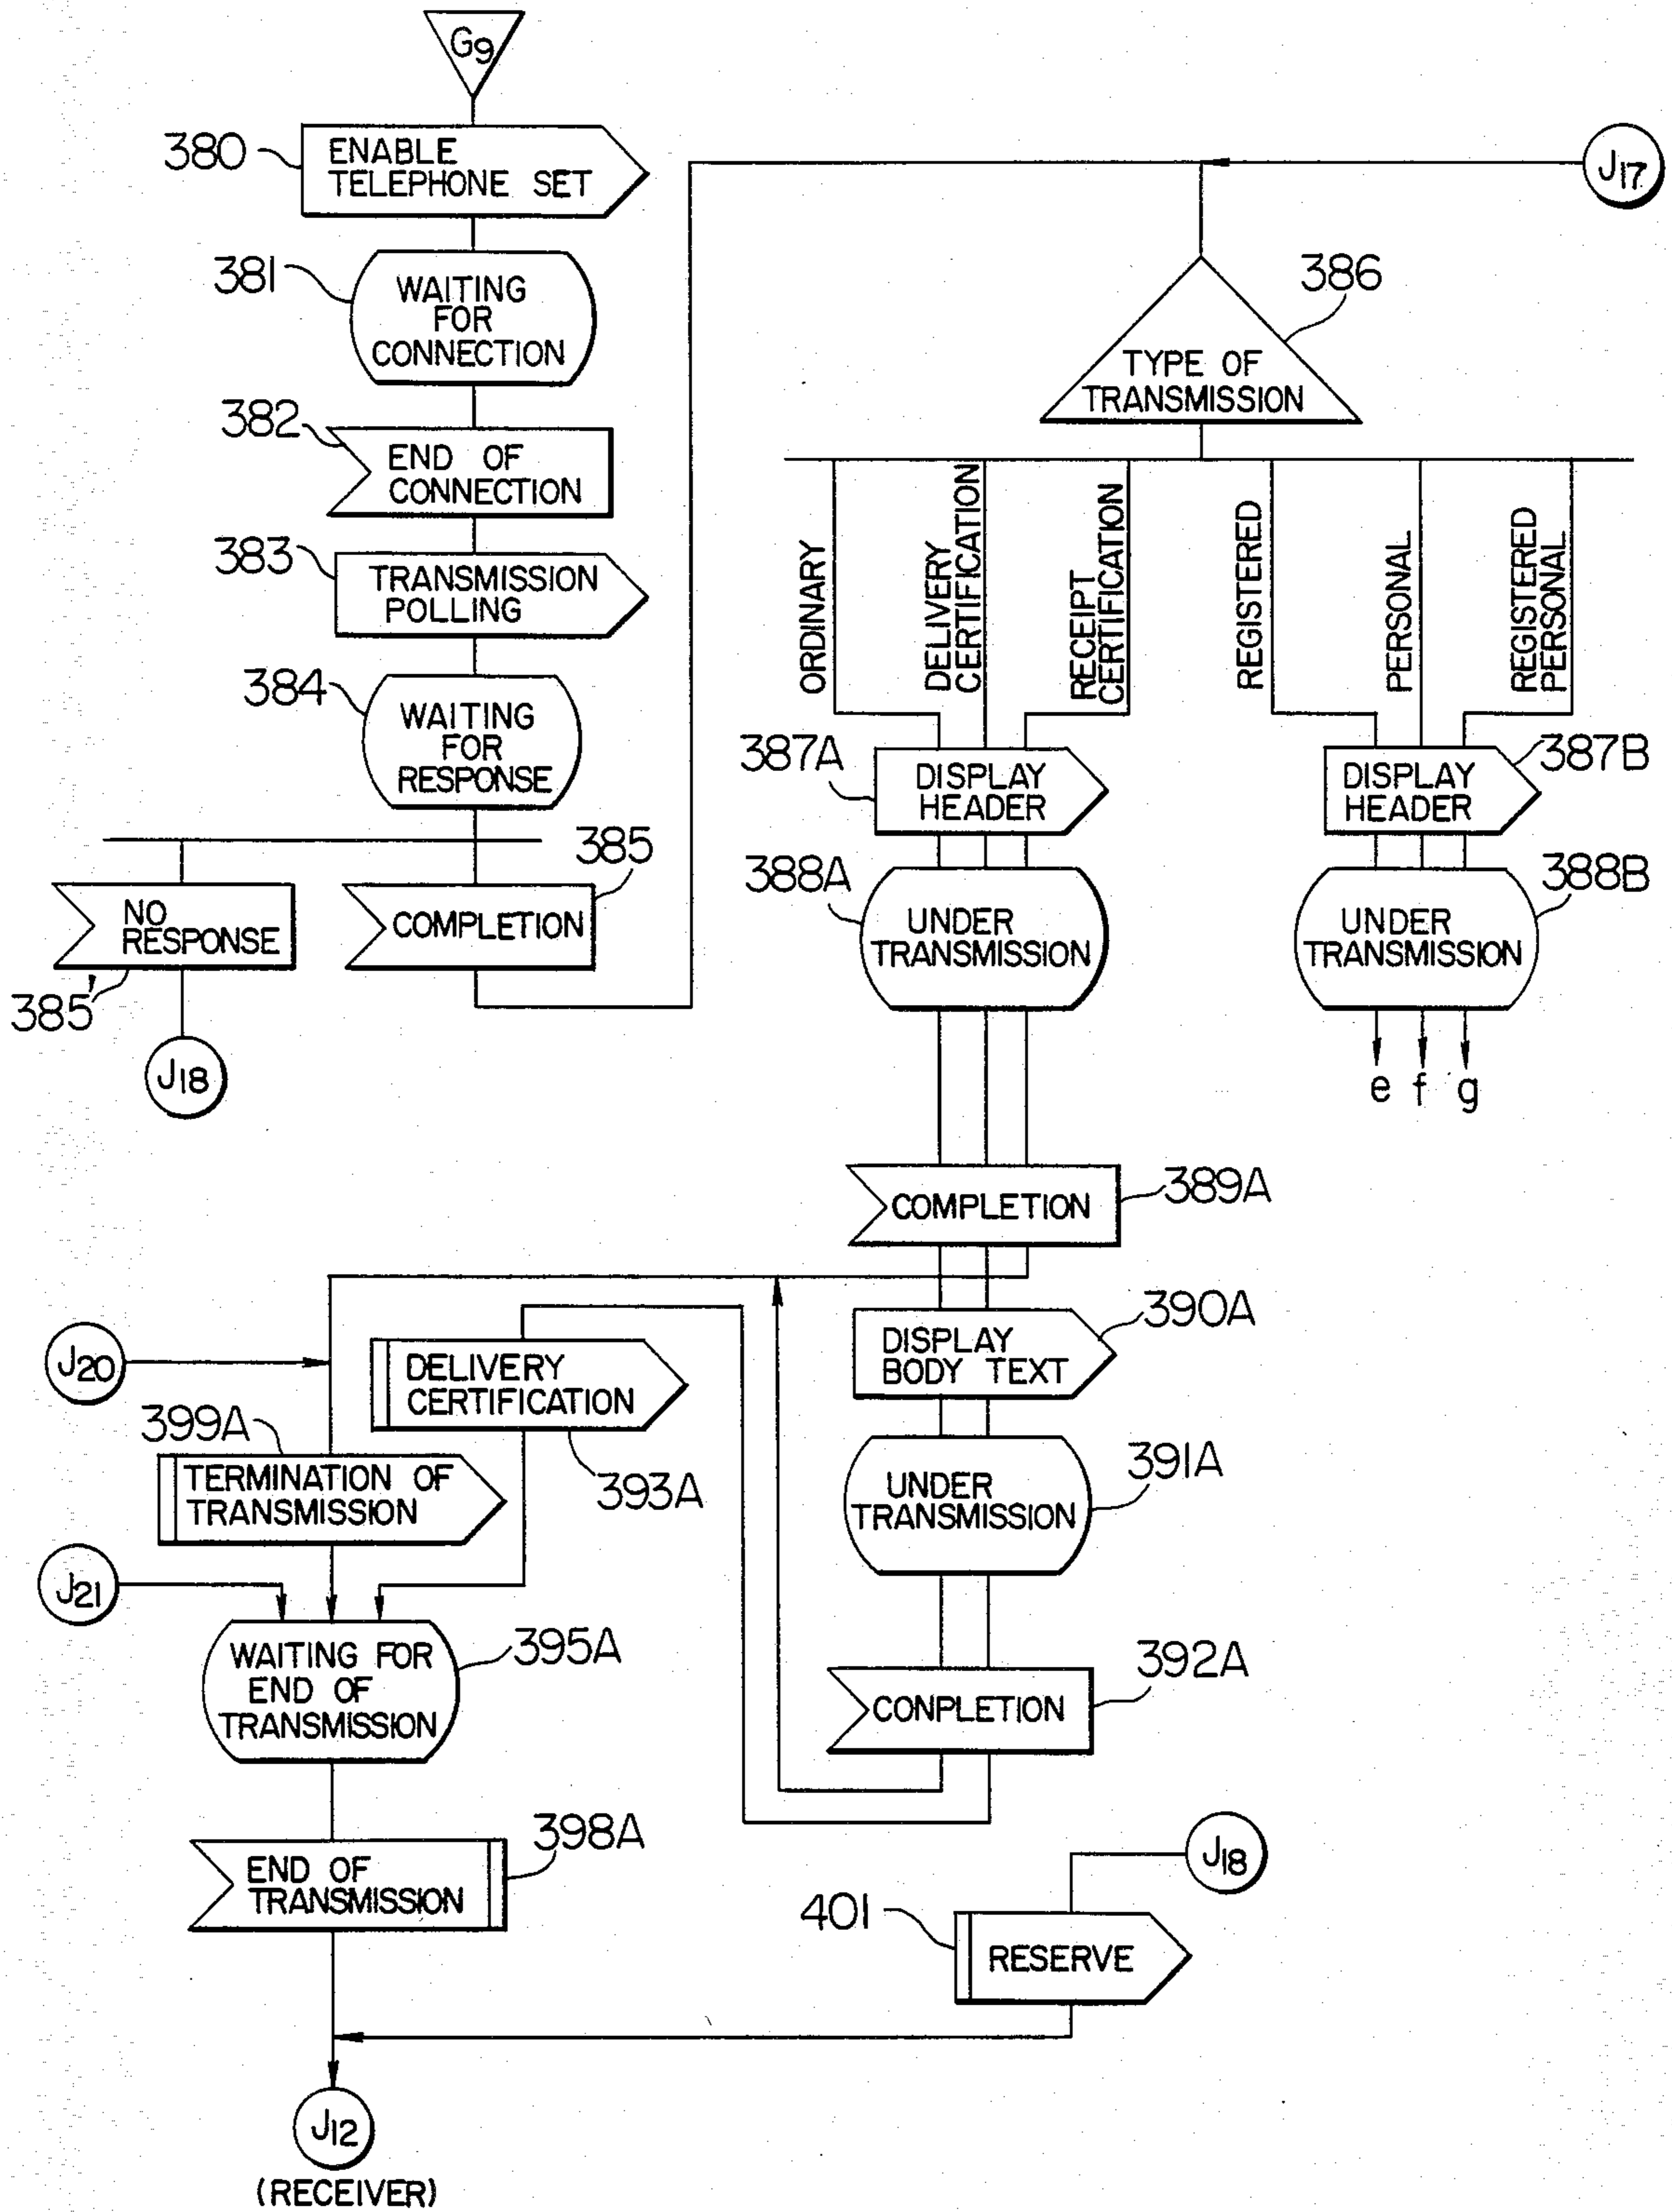 G9
380
ENABLE
TELEPHONE SET
381
WAITING
FOR
CONNECTION
382
END OF
CONNECTION
383
TRANSMISSION
POLLING
384
WAITING
FOR
RESPONSE
385
COMPLETION
NO
RESPONSE
385'
J18
J17
386
TYPE OF
TRANSMISSION
ORDINARY
DELIVERY
CERTIFICATION
RECEIPT
CERTIFICATION
REGISTERED
PERSONAL
REGISTERED
PERSONAL
387A
DISPLAY
HEADER
387B
DISPLAY
HEADER
388A
UNDER
TRANSMISSION
388B
UNDER
TRANSMISSION
e f g
389A
COMPLETION
390A
DISPLAY
BODY TEXT
391A
UNDER
TRANSMISSION
392A
CONPLETION
J20
DELIVERY
CERTIFICATION
393A
399A
TERMINATION OF
TRANSMISSION
J21
WAITING FOR
END OF
TRANSMISSION
395A
398A
END OF
TRANSMISSION
J18
401
RESERVE
J12
(RECEIVER)